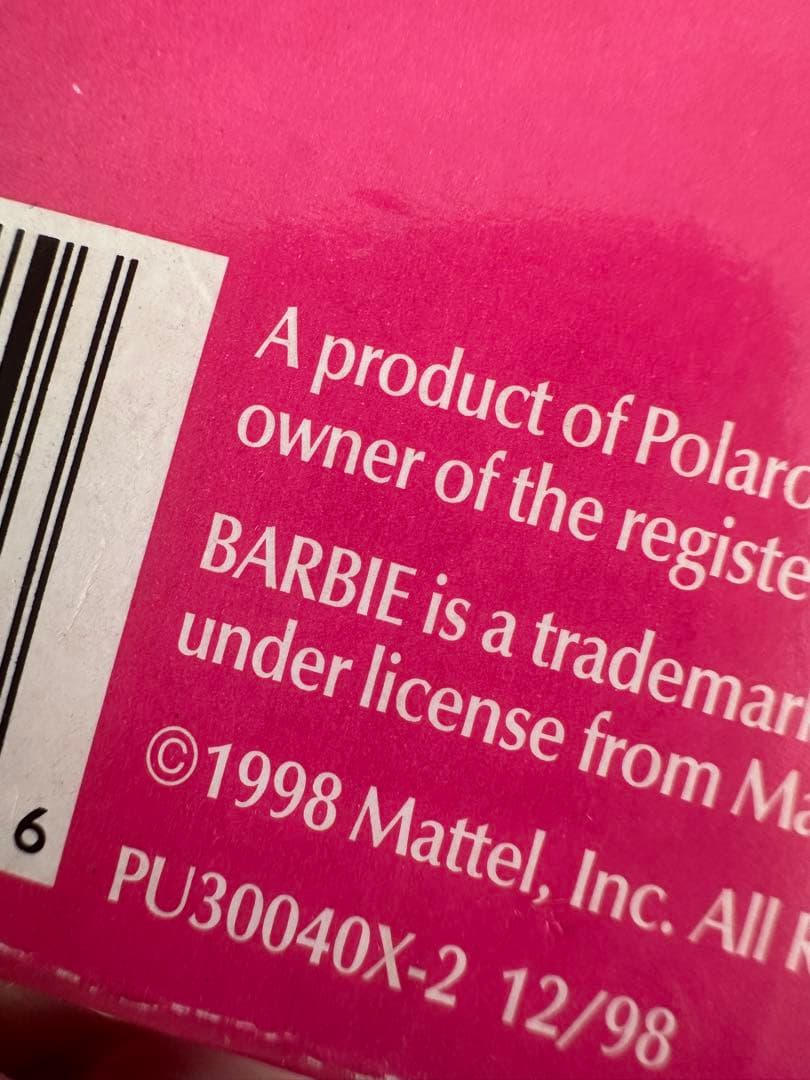 A product of Polaro
owner of the registe
BARBIE is a trademar
under license from Ma
©1998 Mattel, Inc. All R
PU30040X-2 12/98
6